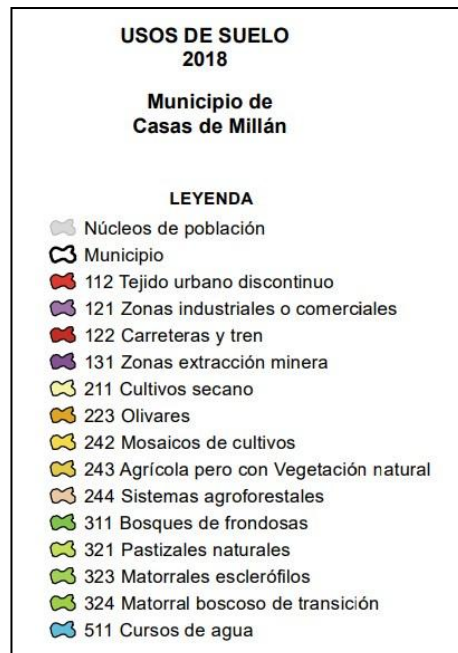 USOS DE SUELO
2018
Municipio de
Casas de Millán
LEYENDA
Núcleos de población
Municipio
112 Tejido urbano discontinuo
121 Zonas industriales o comerciales
122 Carreteras y tren
131 Zonas extracción minera
211 Cultivos secano
223 Olivares
242 Mosaicos de cultivos
243 Agrícola pero con Vegetación natural
244 Sistemas agroforestales
311 Bosques de frondosas
321 Pastizales naturales
323 Matorrales esclerófilos
324 Matorral boscoso de transición
511 Cursos de agua